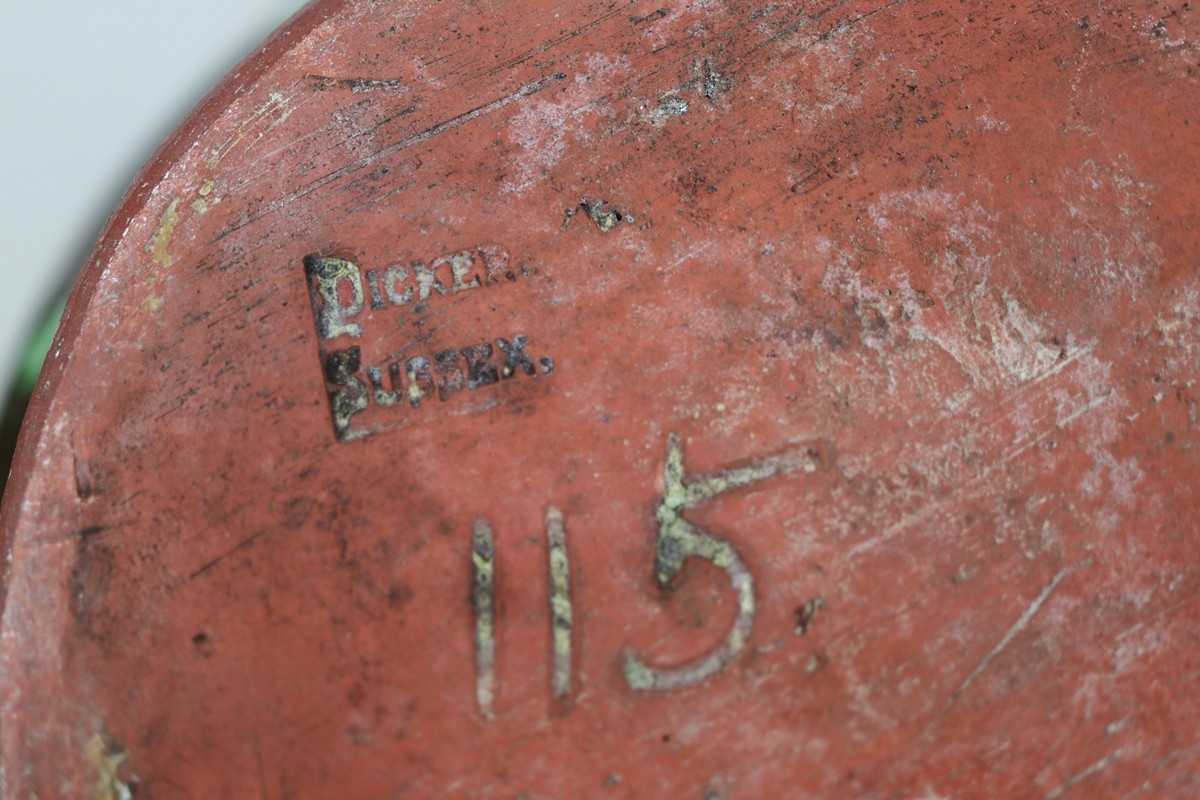 DICKER.
SUSSEX,
115